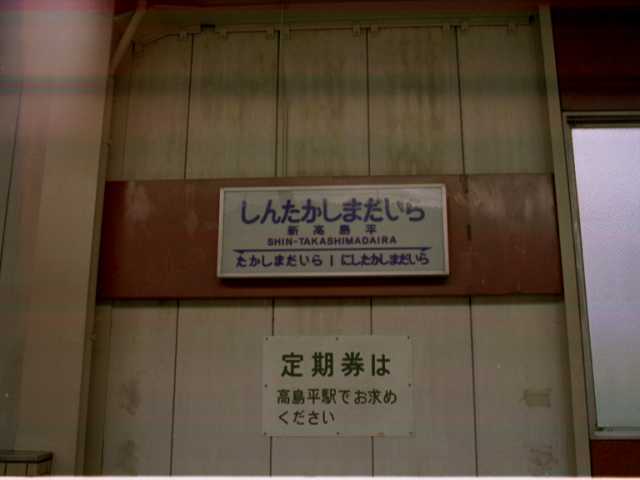 しんたかしまだいら
新高島平
SHIN-TAKASHIMADAIRA
たかしまだいら | にしたかしまだいら
定期券は
高島平駅でお求め
ください